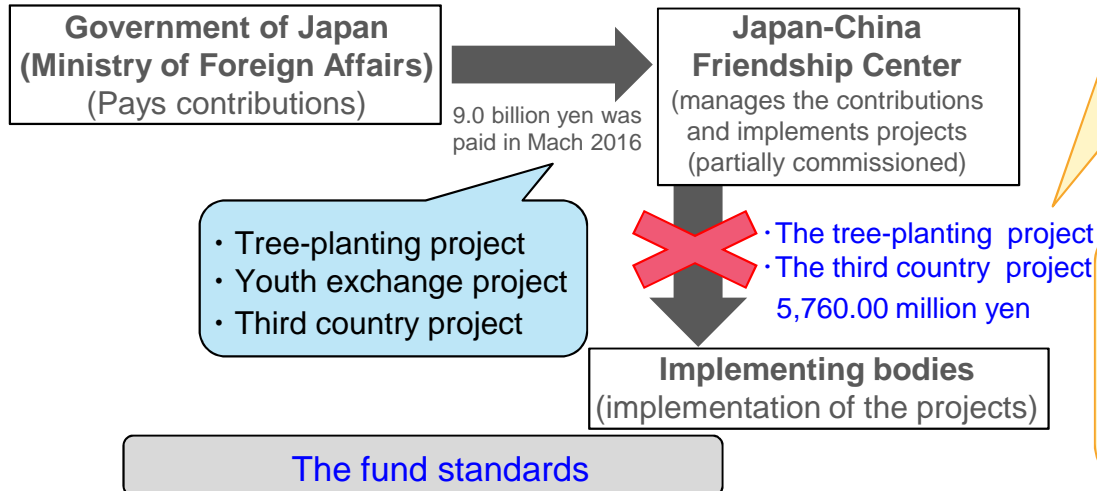 Government of Japan
(Ministry of Foreign Affairs)
(Pays contributions)
9.0 billion yen was
paid in Mach 2016
Japan-China
Friendship Center
(manages the contributions
and implements projects
(partially commissioned)
・Tree-planting project
・Youth exchange project
・Third country project
・The tree-planting project
・The third country project
5,760.00 million yen
Implementing bodies
(implementation of the projects)
The fund standards